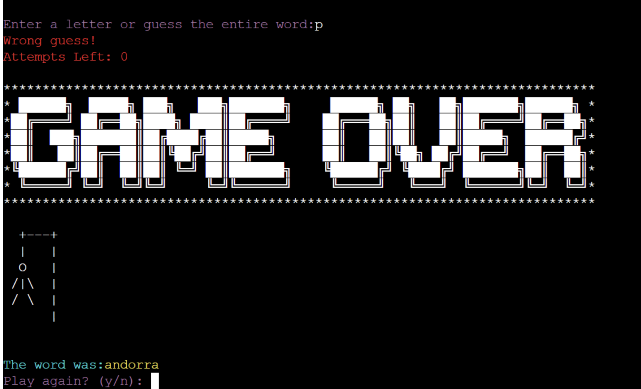 Enter a letter or guess the entire word:p
Wrong guess!
Attempts Left: 0
GAME OVER
The word was:andorra
Play again? (y/n):